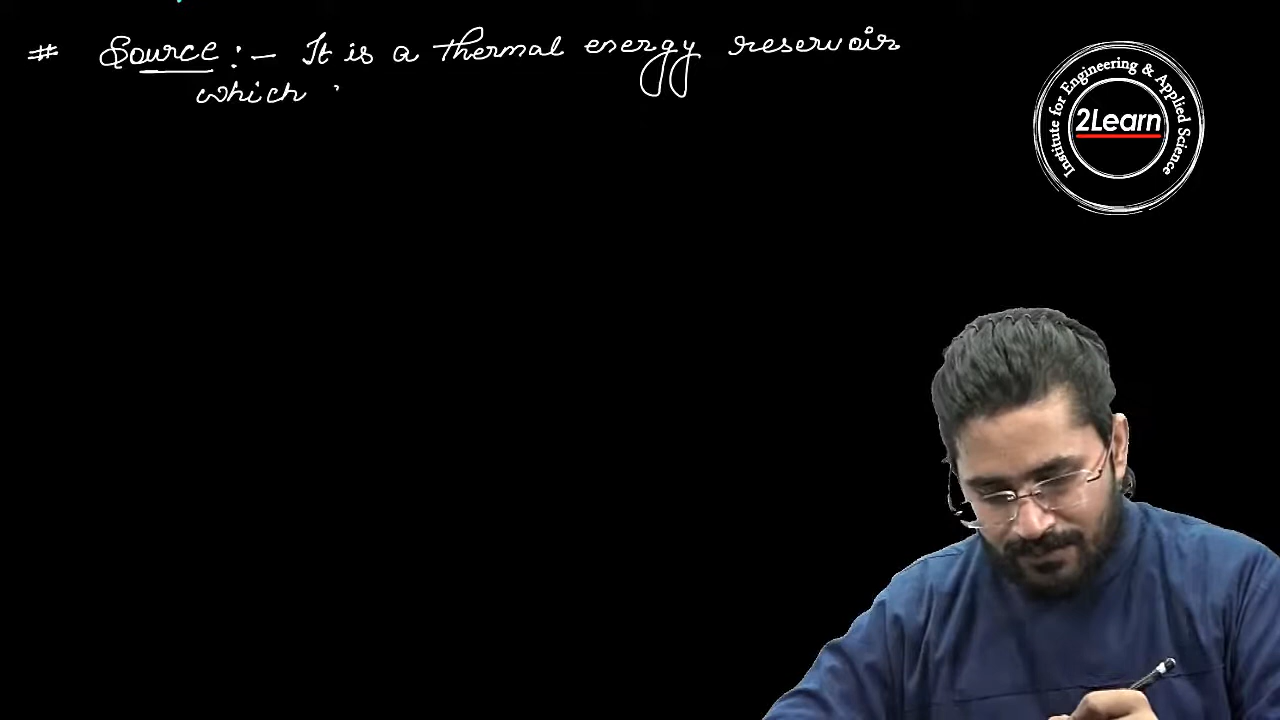 # Source :- It is a thermal energy reservoir
which
Institute for Engineering & Applied Science
2Learn